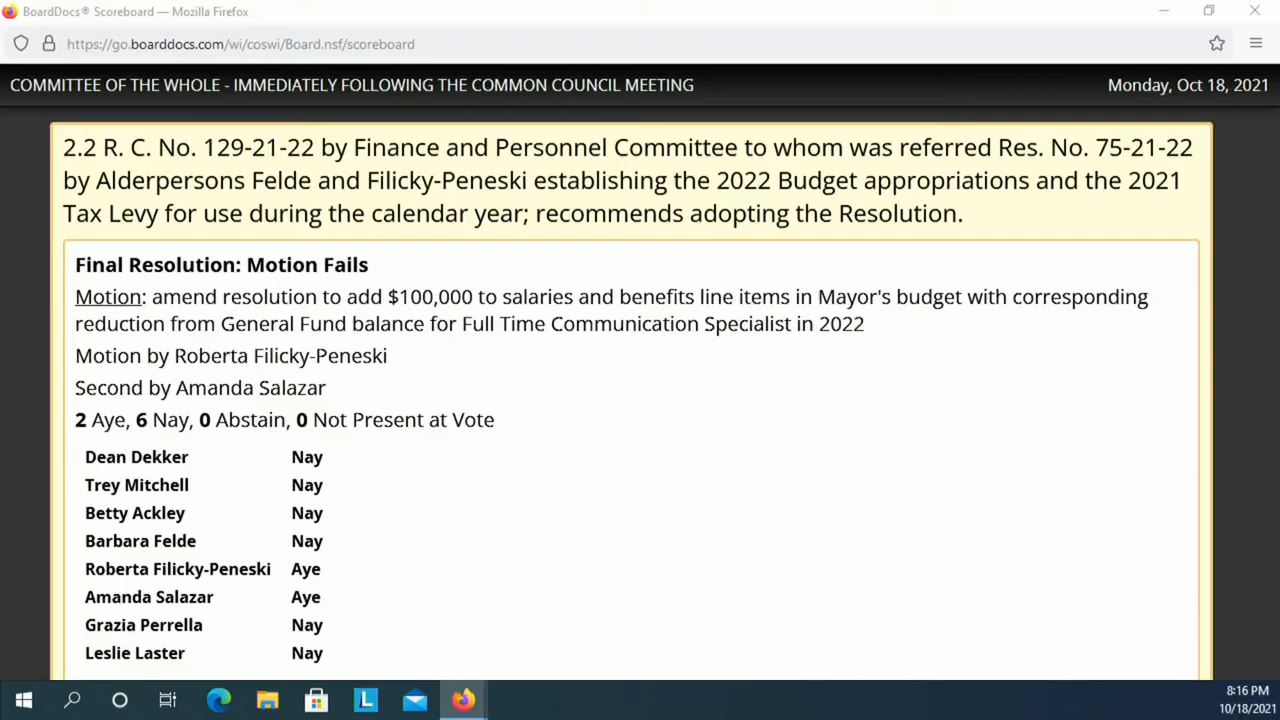 BoardDocs® Scoreboard — Mozilla Firefox
https://go.boarddocs.com/wi/coswi/Board.nsf/scoreboard
COMMITTEE OF THE WHOLE - IMMEDIATELY FOLLOWING THE COMMON COUNCIL MEETING Monday, Oct 18, 2021
2.2 R. C. No. 129-21-22 by Finance and Personnel Committee to whom was referred Res. No. 75-21-22
by Alderpersons Felde and Filicky-Peneski establishing the 2022 Budget appropriations and the 2021
Tax Levy for use during the calendar year; recommends adopting the Resolution.
Final Resolution: Motion Fails
Motion: amend resolution to add $100,000 to salaries and benefits line items in Mayor's budget with corresponding
reduction from General Fund balance for Full Time Communication Specialist in 2022
Motion by Roberta Filicky-Peneski
Second by Amanda Salazar
2 Aye, 6 Nay, 0 Abstain, 0 Not Present at Vote
Dean Dekker Nay
Trey Mitchell Nay
Betty Ackley Nay
Barbara Felde Nay
Roberta Filicky-Peneski Aye
Amanda Salazar Aye
Grazia Perrella Nay
Leslie Laster Nay
L
8:16 PM
10/18/2021